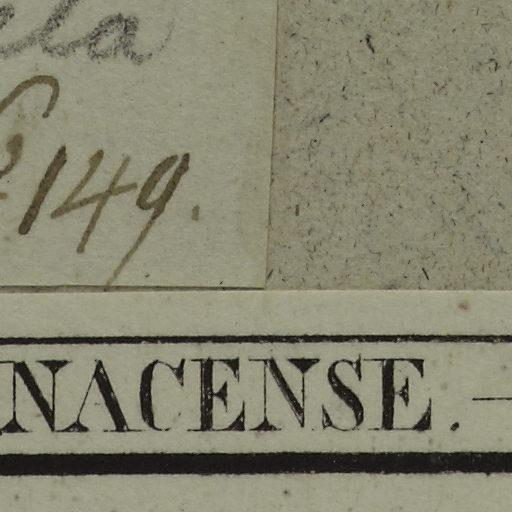 ela
149.
NACENSE. —